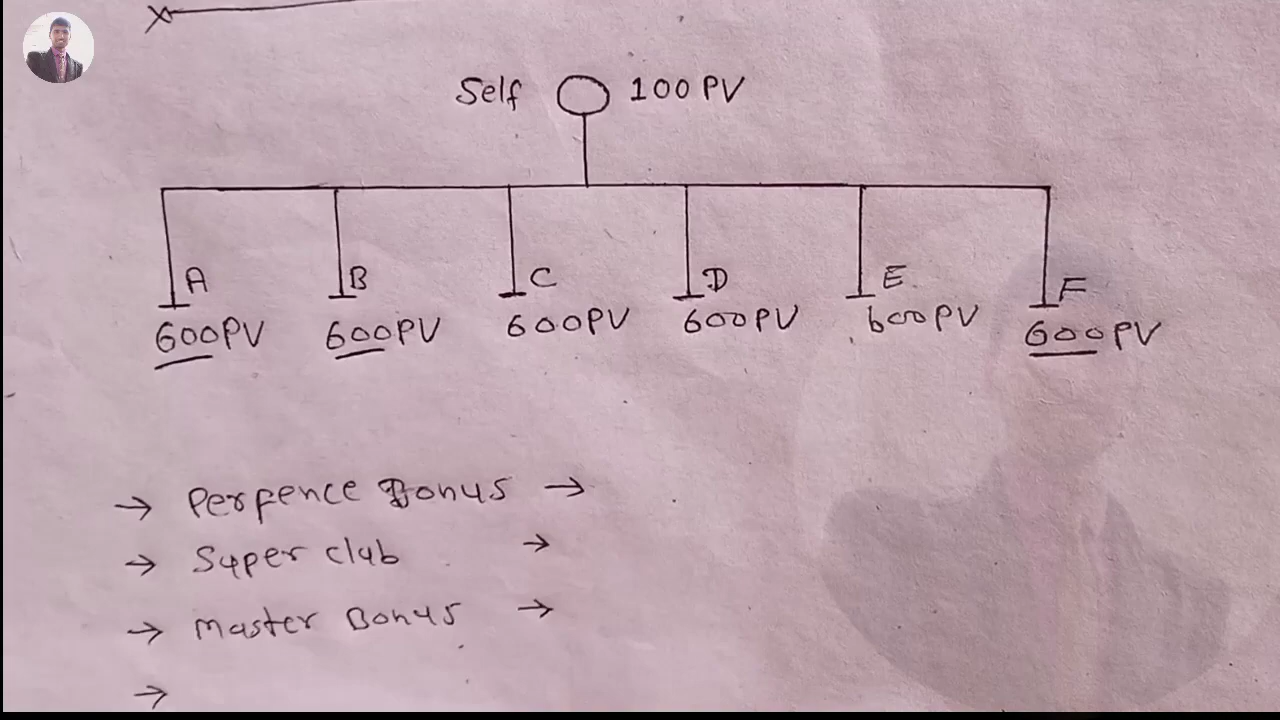 Self 100 PV
A B C D E F
600PV 600PV 600PV 600PV 600PV 600PV
→ Perfence Bonus →
→ Super club →
→ Master Bonus →
→